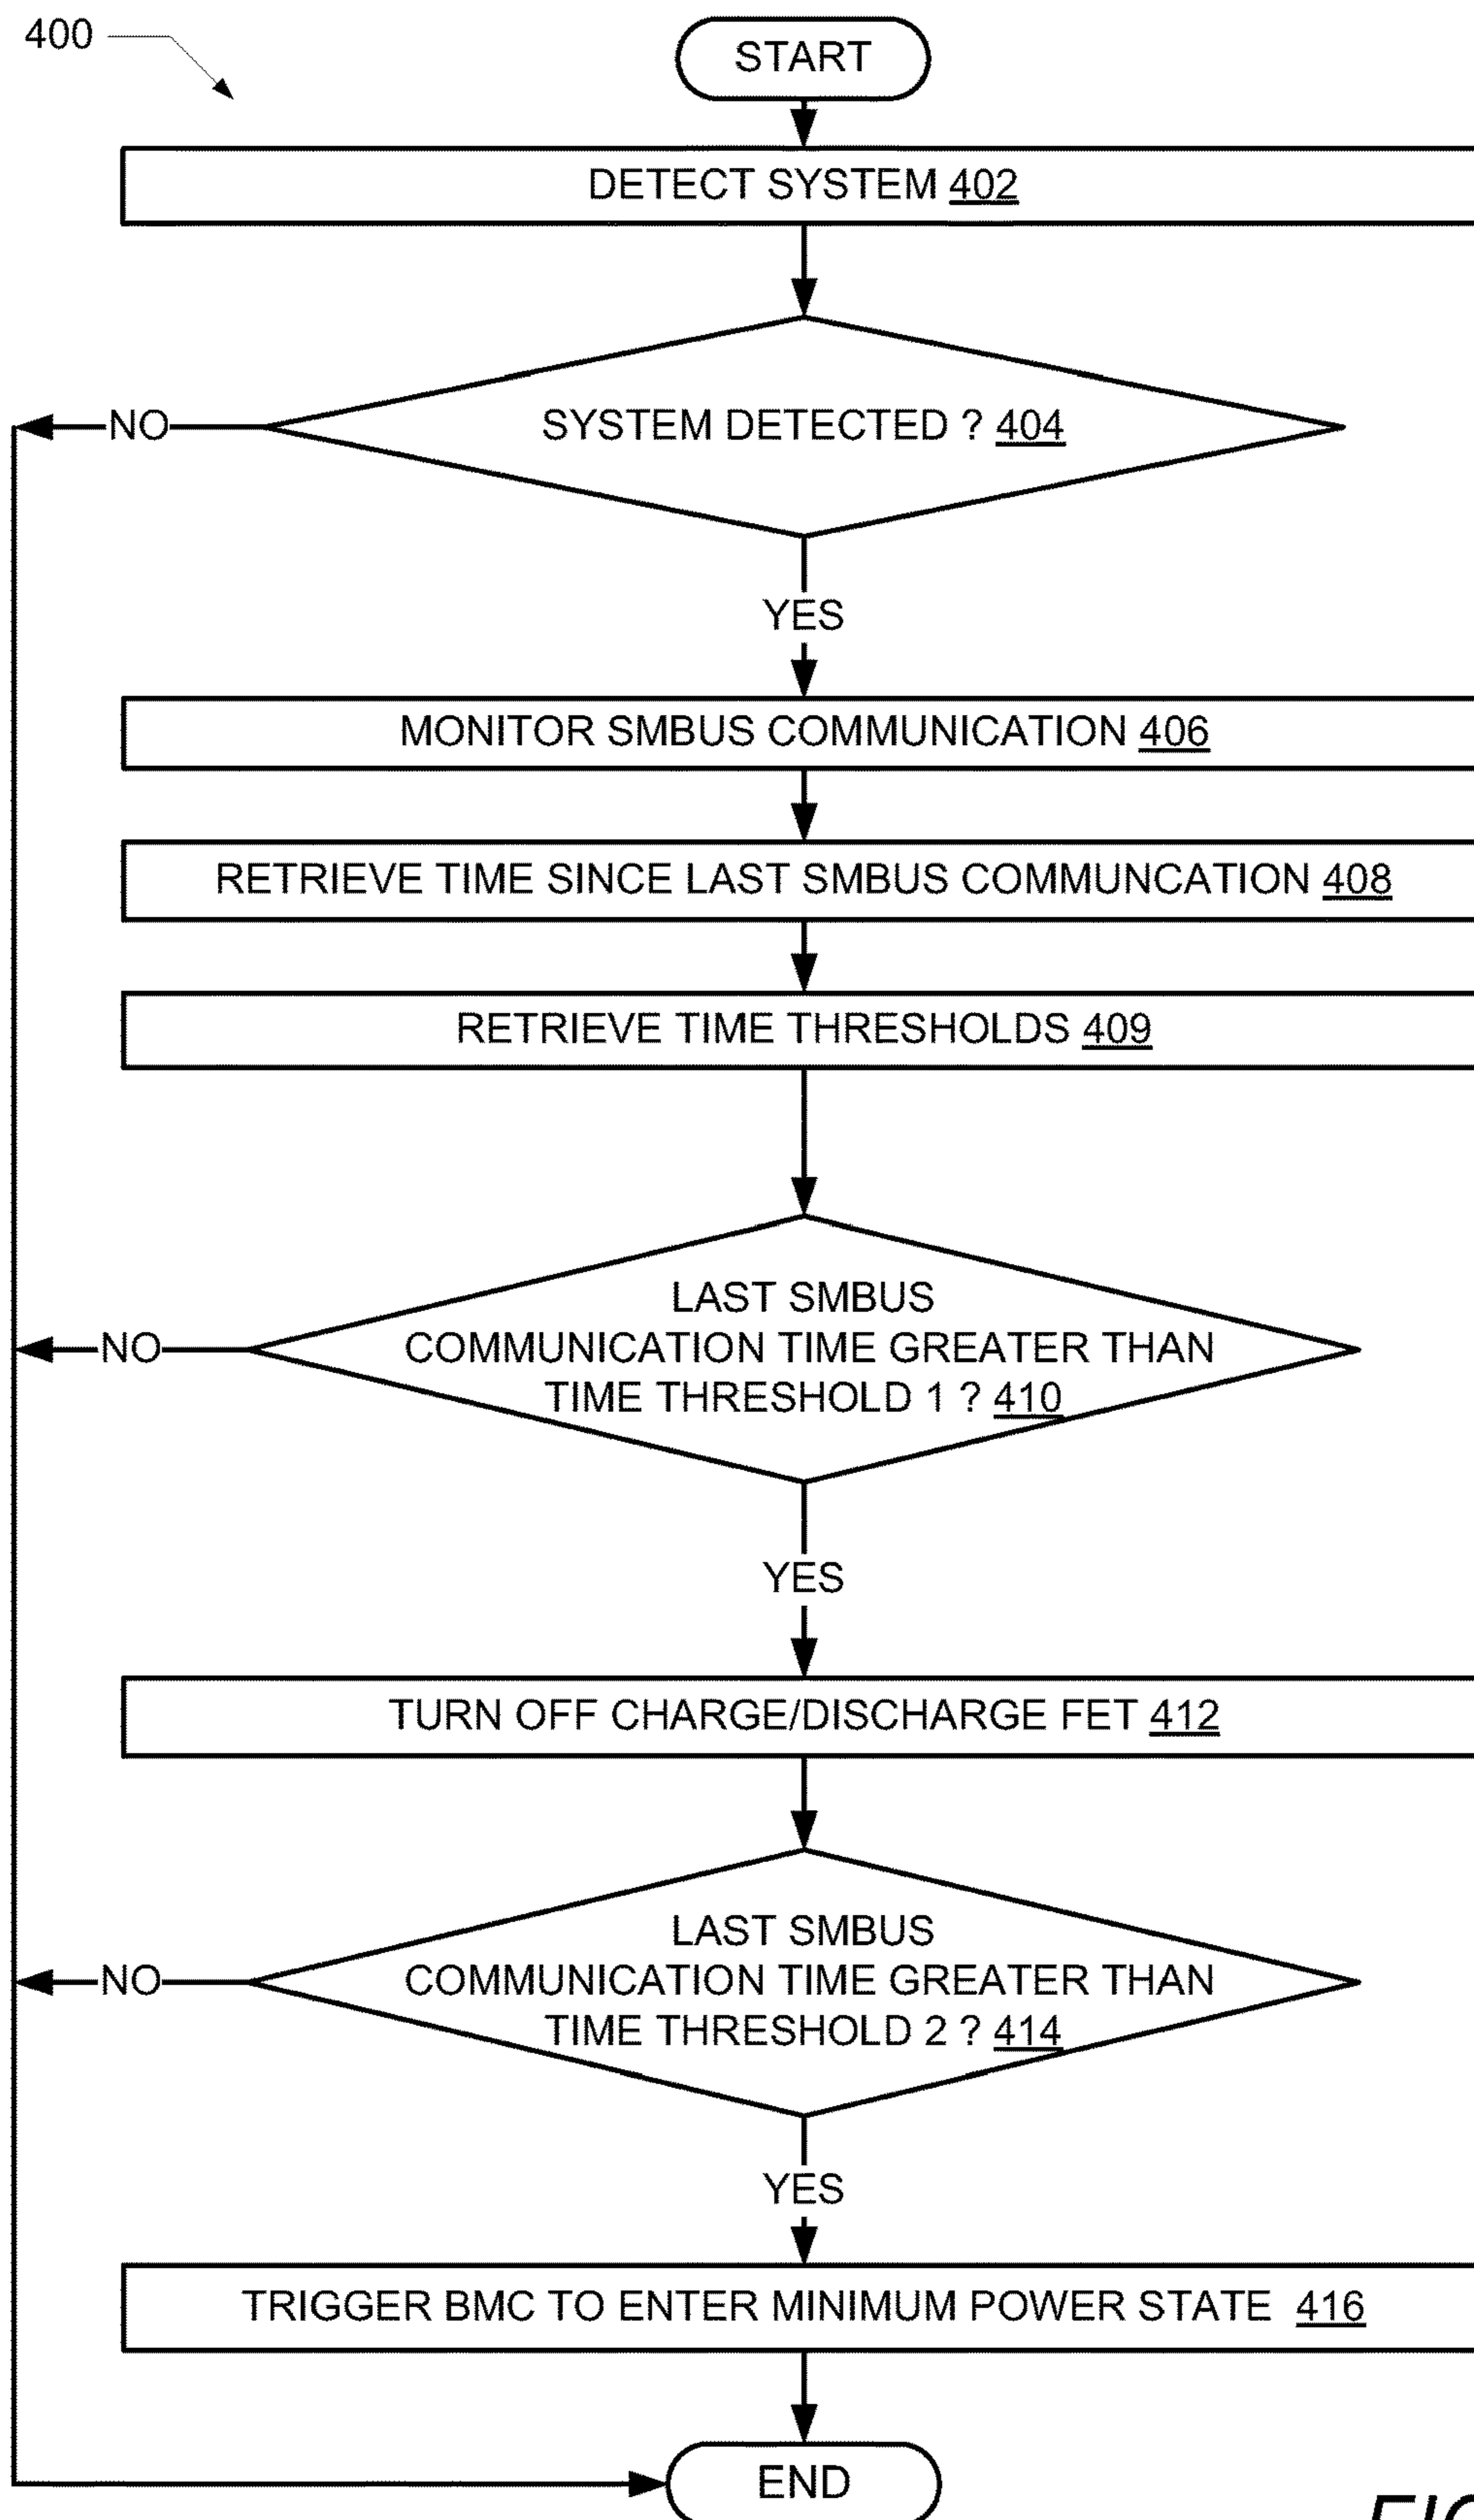 400
START
DETECT SYSTEM 402
SYSTEM DETECTED ? 404
NO
YES
MONITOR SMBUS COMMUNICATION 406
RETRIEVE TIME SINCE LAST SMBUS COMMUNCATION 408
RETRIEVE TIME THRESHOLDS 409
LAST SMBUS
COMMUNICATION TIME GREATER THAN
TIME THRESHOLD 1 ? 410
NO
YES
TURN OFF CHARGE/DISCHARGE FET 412
LAST SMBUS
COMMUNICATION TIME GREATER THAN
TIME THRESHOLD 2 ? 414
NO
YES
TRIGGER BMC TO ENTER MINIMUM POWER STATE 416
END